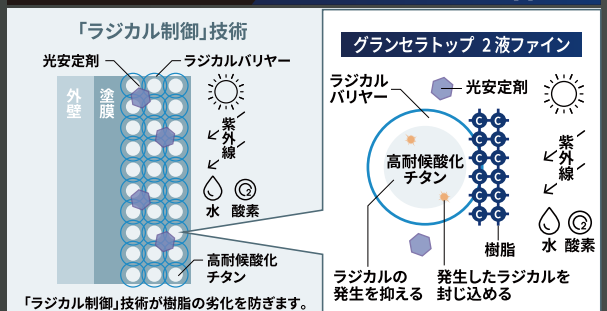 「ラジカル制御」技術
光安定剤
ラジカルバリヤー
外壁
塗膜
紫外線
水
酸素
高耐候酸化
チタン
「ラジカル制御」技術が樹脂の劣化を防ぎます。
グランセラトップ 2液ファイン
ラジカル
バリヤー
光安定剤
高耐候酸化
チタン
C C
C C
C C
C C
C C
C C
紫外線
水
酸素
樹脂
ラジカルの
発生を抑える
発生したラジカルを
封じ込める